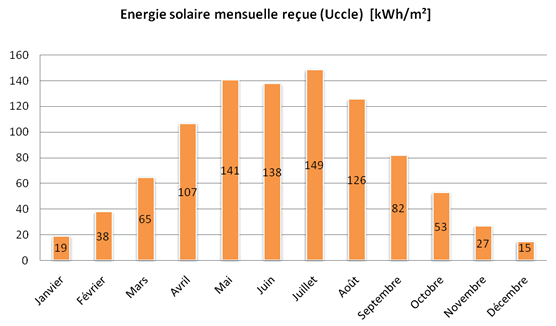 Energie solaire mensuelle reçue (Uccle) [kWh/m²]
160
140
120
100
80
60
40
20
0
19
38
65
107
141
138
149
126
82
53
27
15
Janvier
Février
Mars
Avril
Mai
Juin
Juillet
Août
Septembre
Octobre
Novembre
Décembre